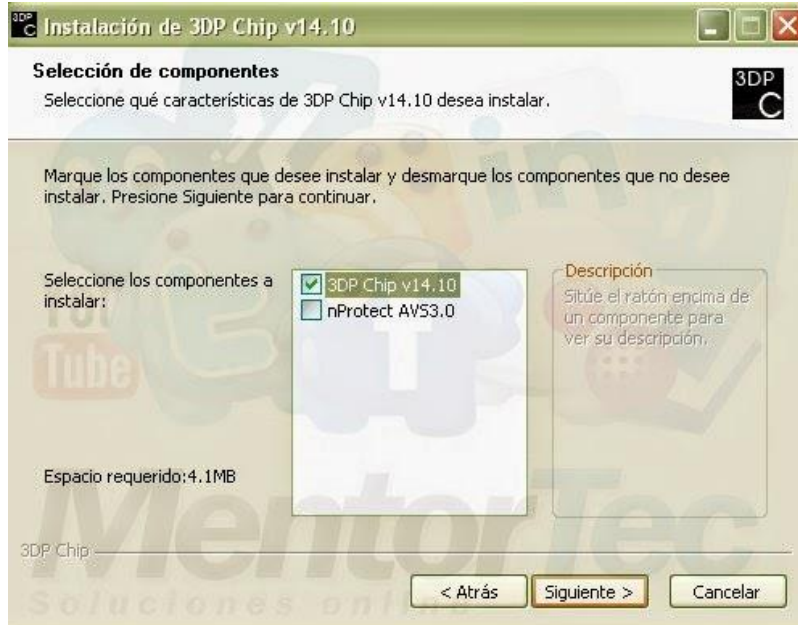 3DP
C
Instalación de 3DP Chip v14.10
Selección de componentes
Seleccione qué características de 3DP Chip v14.10 desea instalar.
3DP
C
Marque los componentes que desee instalar y desmarque los componentes que no desee
instalar. Presione Siguiente para continuar.
Seleccione los componentes a
instalar:
3DP Chip v14.10
nProtect AVS3.0
Descripción
Sitúe el ratón encima de
un componente para
ver su descripción.
in
t
f
You
Tube
Espacio requerido:4.1MB
MentorTec
Soluciones online
3DP Chip
< Atrás
Siguiente >
Cancelar